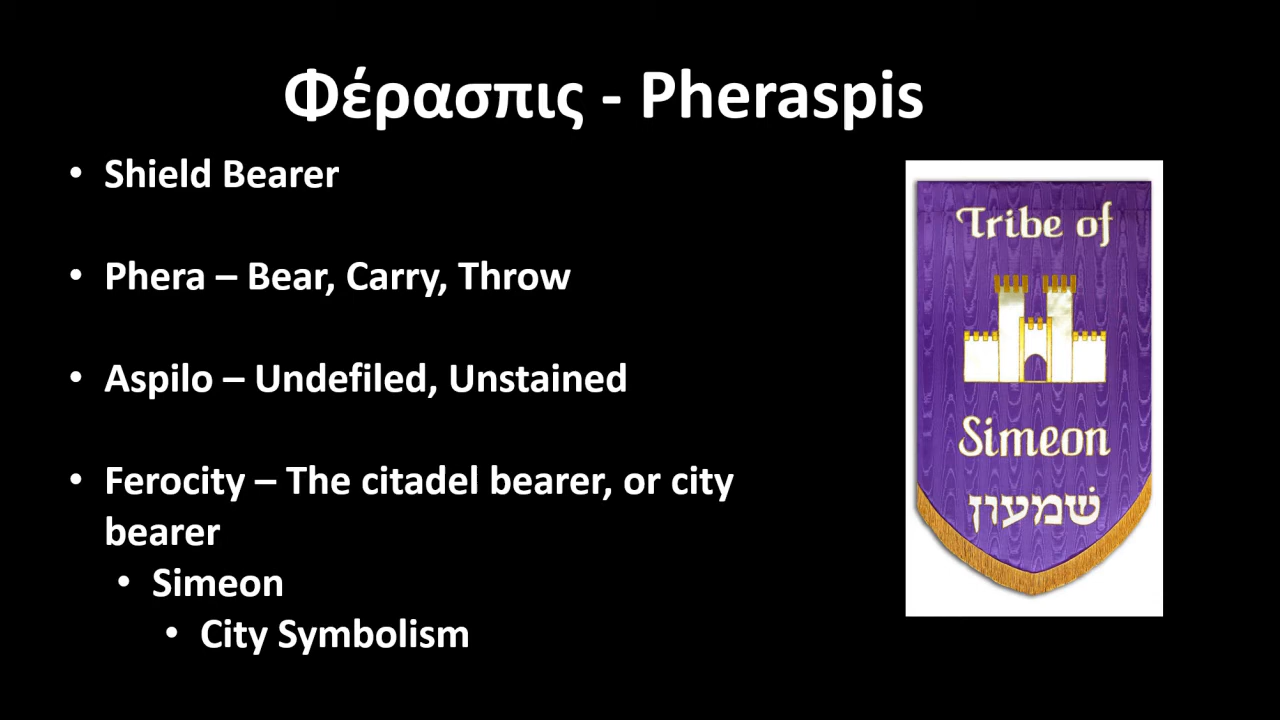 Φέρασπις - Pheraspis
• Shield Bearer
• Phera – Bear, Carry, Throw
• Aspilo – Undefiled, Unstained
• Ferocity – The citadel bearer, or city
bearer
• Simeon
• City Symbolism
Tribe of
Simeon
שׁמעון